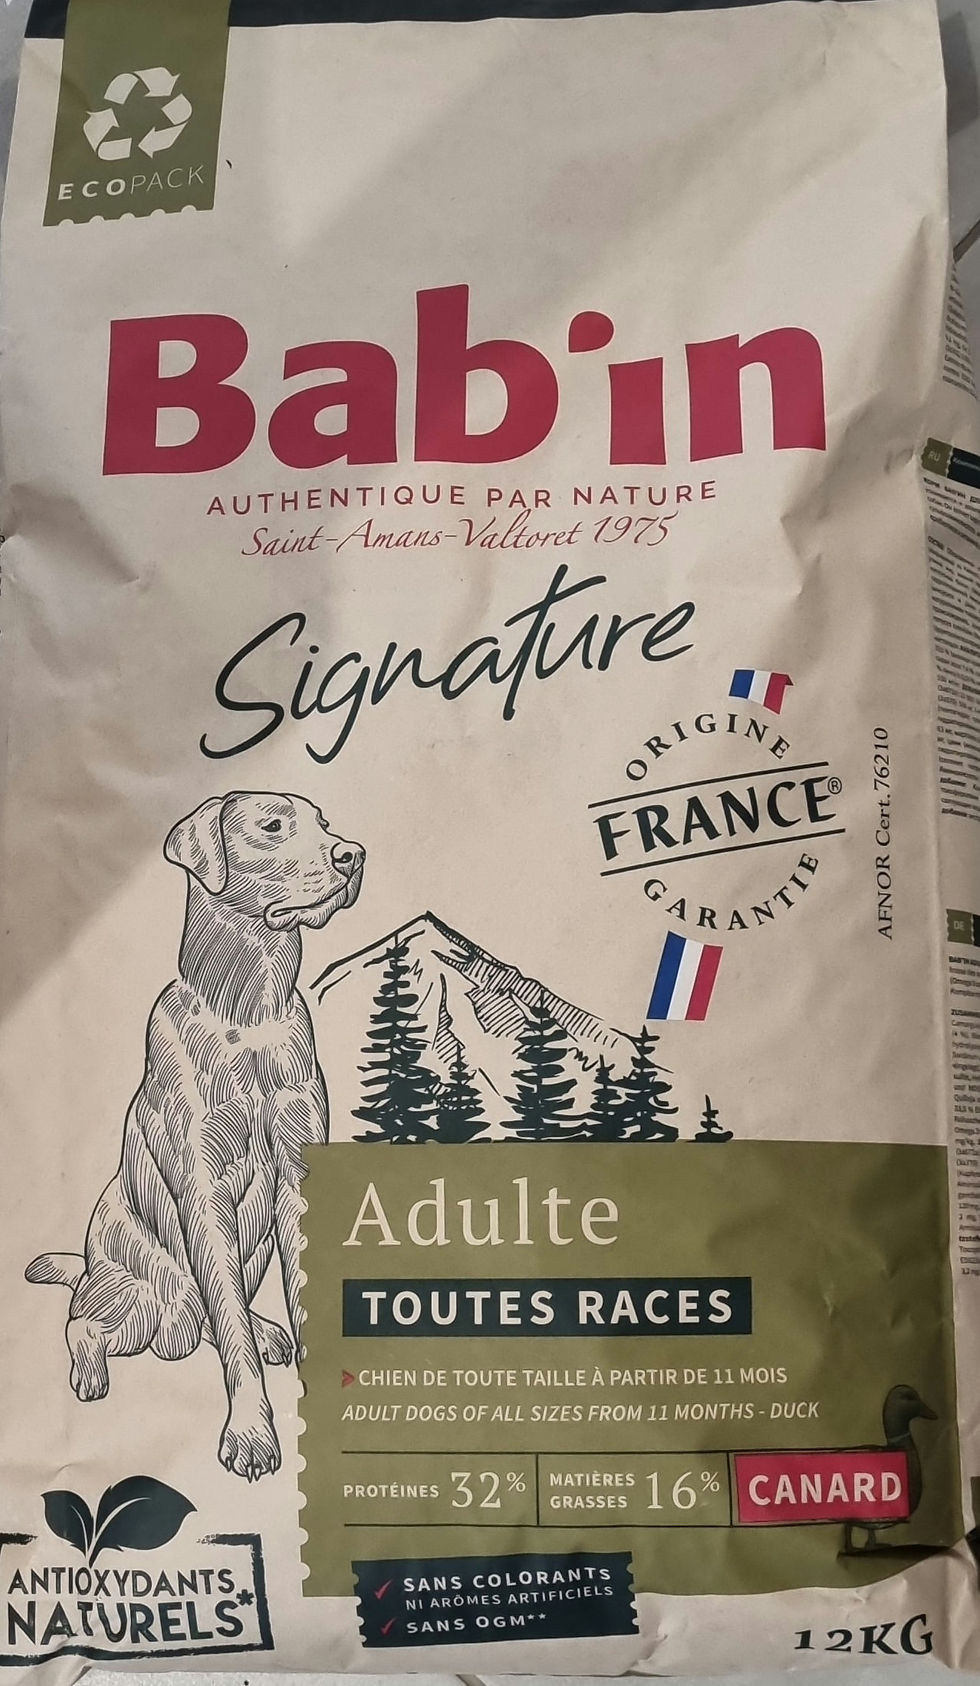 ECOPACK
Bab'in
AUTHENTIQUE PAR NATURE
Saint-Amans-Valtoret 1975
Signature
ORIGINE
FRANCE®
GARANTIE
AFNOR Cert. 76210
Adulte
TOUTES RACES
CHIEN DE TOUTE TAILLE À PARTIR DE 11 MOIS
ADULT DOGS OF ALL SIZES FROM 11 MONTHS - DUCK
PROTÉINES 32%
MATIÈRES
GRASSES 16%
CANARD
ANTIOXYDANTS
NATURELS*
SANS COLORANTS
NI ARÔMES ARTIFICIELS
SANS OGM**
12KG
RU
DE